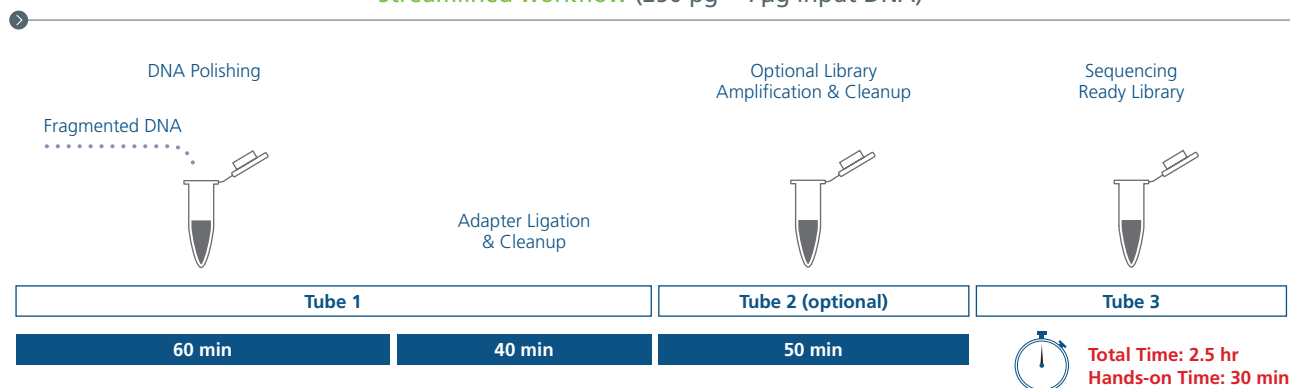 DNA Polishing
Fragmented DNA
Adapter Ligation
& Cleanup
Optional Library
Amplification & Cleanup
Sequencing
Ready Library
Tube 1
Tube 2 (optional)
Tube 3
60 min
40 min
50 min
Total Time: 2.5 hr
Hands-on Time: 30 min